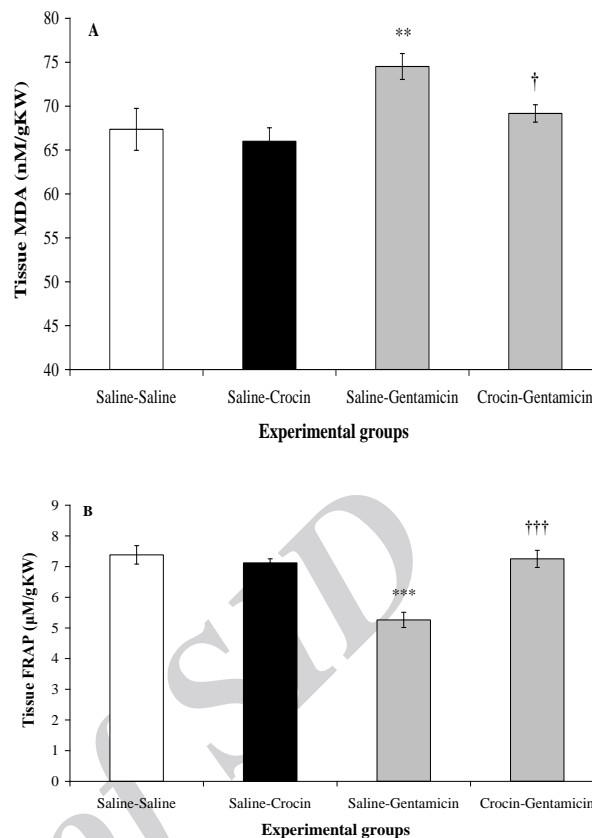 A
**
†
80
75
70
65
60
55
50
45
40
Tissue MDA (nM/gKW)
Saline-Saline Saline-Crocin Saline-Gentamicin Crocin-Gentamicin
Experimental groups
B
†††
***
9
8
7
6
5
4
3
2
1
0
Tissue FRAP (µM/gKW)
Saline-Saline Saline-Crocin Saline-Gentamicin Crocin-Gentamicin
Experimental groups
of SID